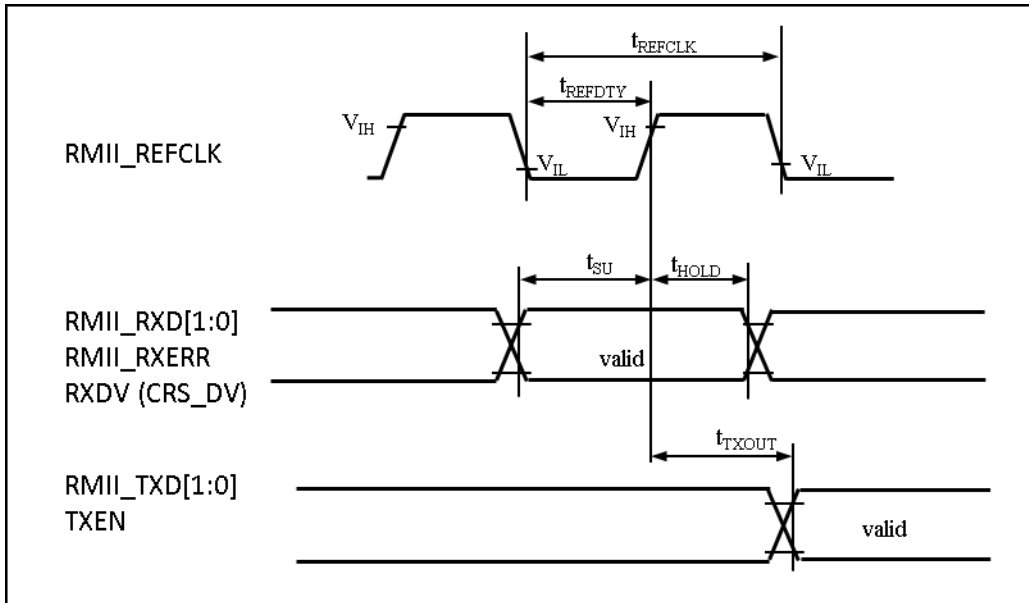 tREFCLK
tREFDTY
VIH
VIH
RMII_REFCLK
VIL
VIL
tSU
tHOLD
RMII_RXD[1:0]
RMII_RXERR
valid
RXDV (CRS_DV)
tTXOUT
RMII_TXD[1:0]
TXEN
valid